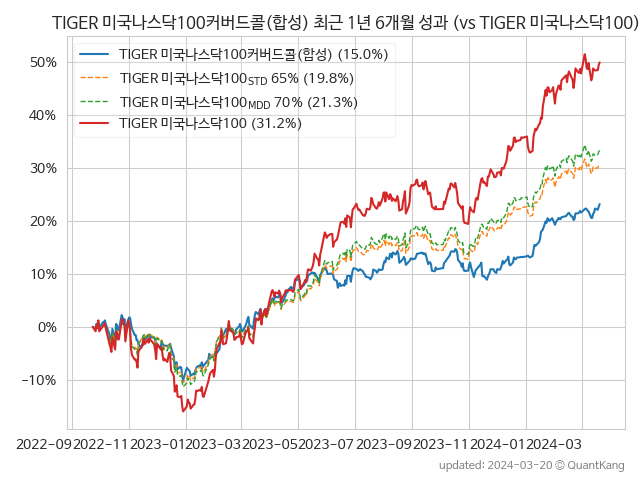 TIGER 미국나스닥100커버드콜(합성) 최근 1년 6개월 성과 (vs TIGER 미국나스닥100)
TIGER 미국나스닥100커버드콜(합성) (15.0%)
TIGER 미국나스닥100STD 65% (19.8%)
TIGER 미국나스닥100MDD 70% (21.3%)
TIGER 미국나스닥100 (31.2%)
50%
40%
30%
20%
10%
0%
−10%
2022-09 2022-11 2023-01 2023-03 2023-05 2023-07 2023-09 2023-11 2024-01 2024-03
updated: 2024-03-20 © QuantKang